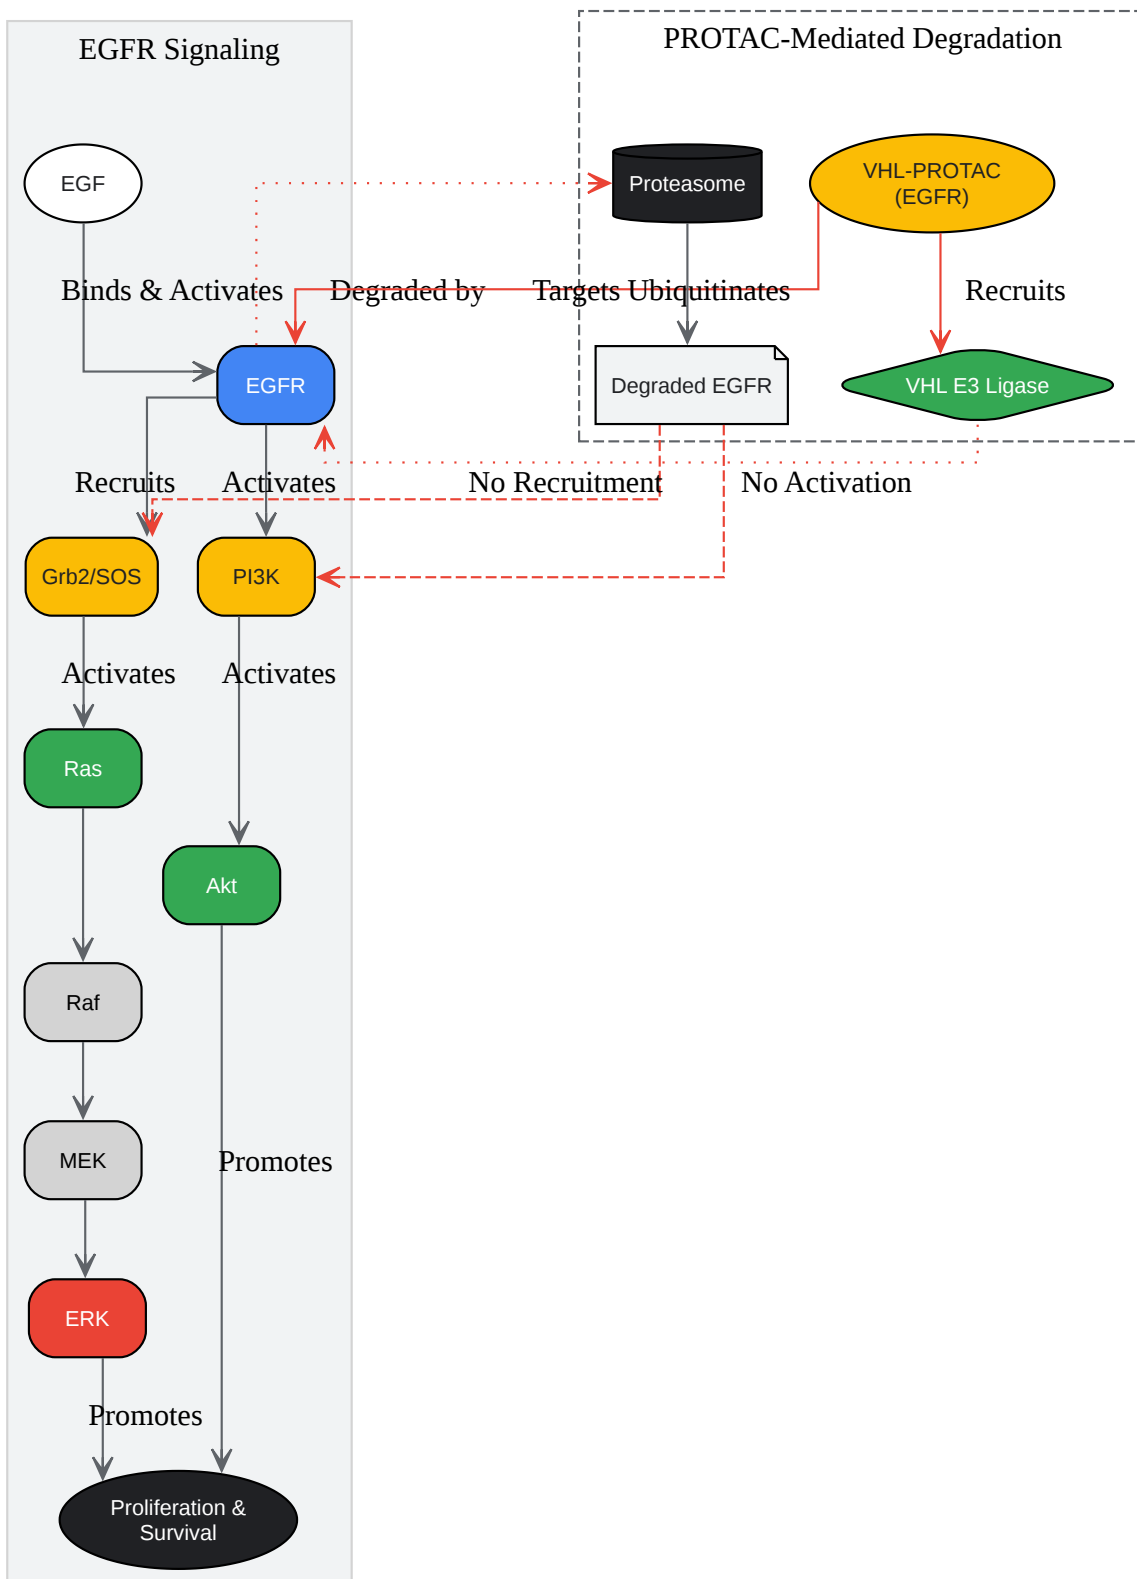 EGFR Signaling
PROTAC-Mediated Degradation
EGF
Proteasome
VHL-PROTAC
(EGFR)
Binds & Activates
Degraded by
Targets
Ubiquitinates
Recruits
EGFR
Degraded EGFR
VHL E3 Ligase
Recruits
Activates
No Recruitment
No Activation
Grb2/SOS
PI3K
Activates
Activates
Ras
Akt
Raf
MEK
Promotes
ERK
Promotes
Proliferation &
Survival